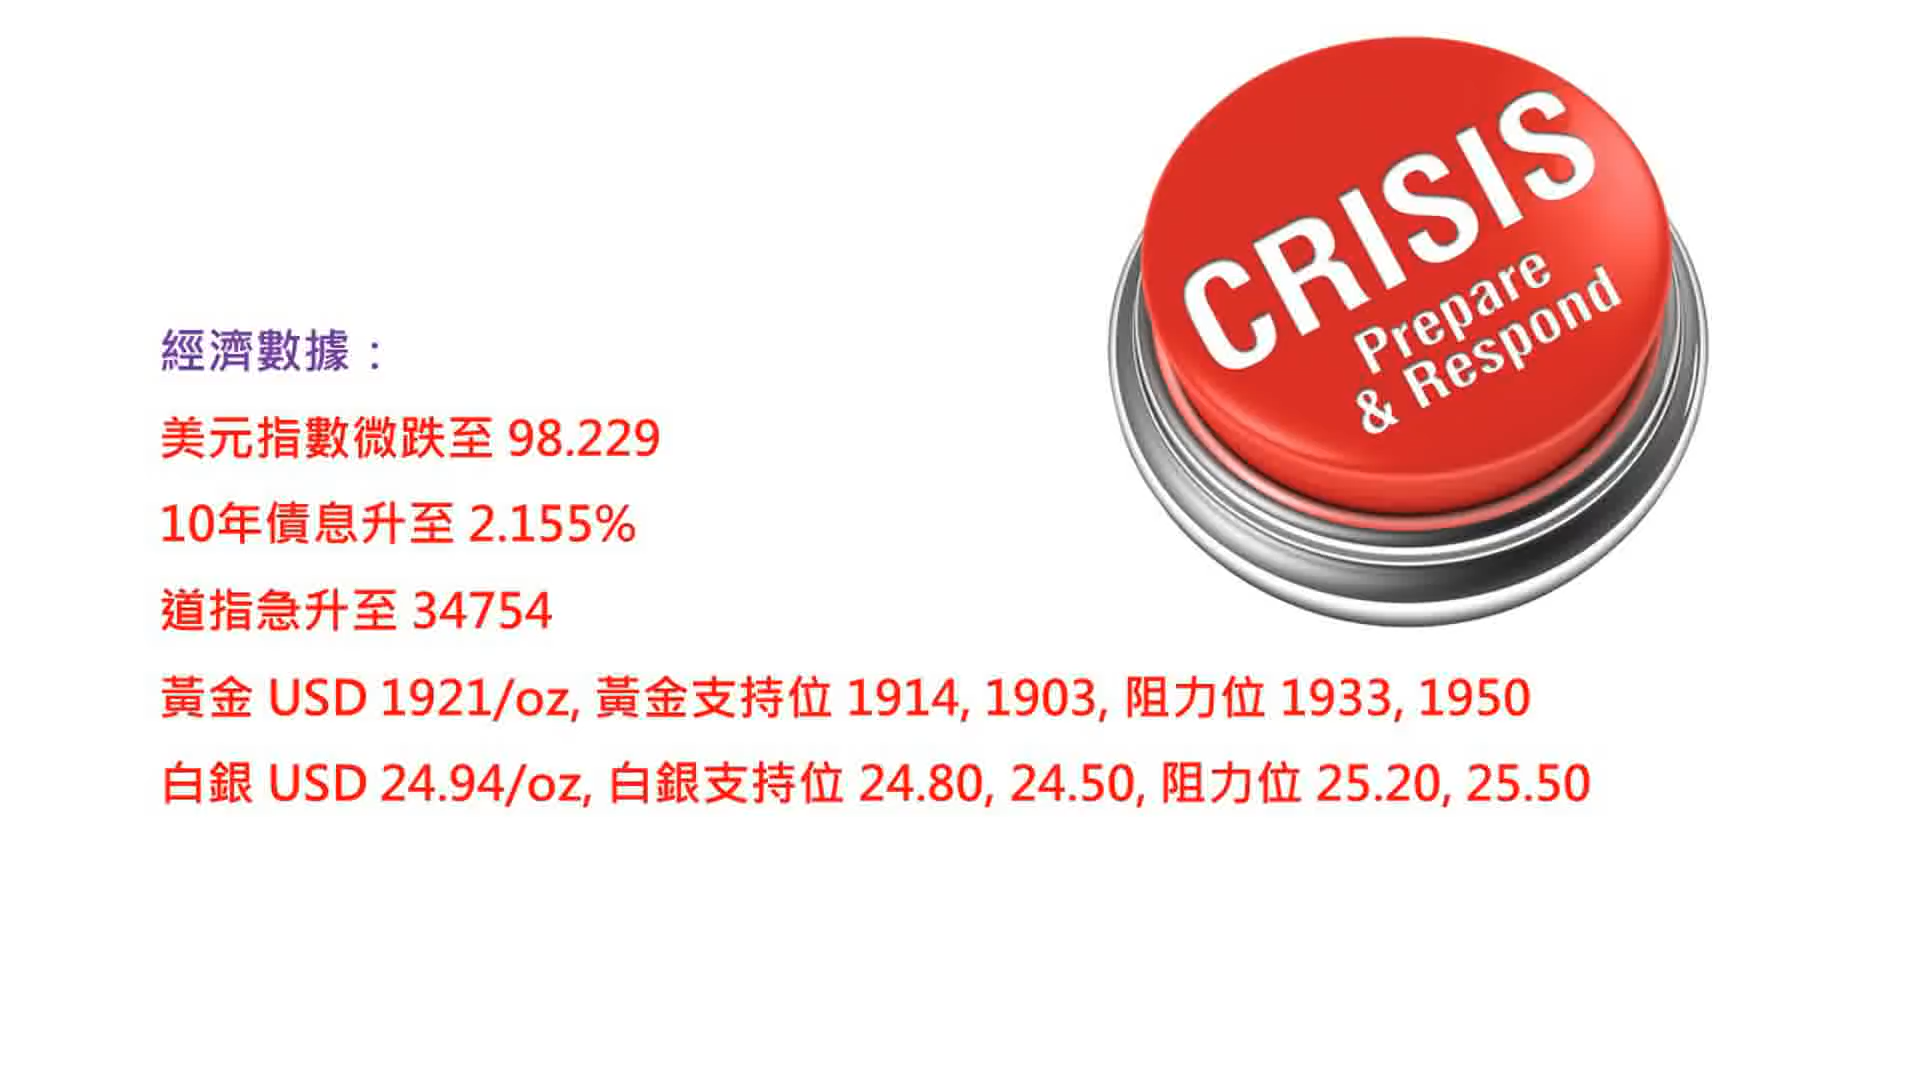 CRISIS
Prepare
& Respond
經濟數據：
美元指數微跌至 98.229
10年債息升至 2.155%
道指急升至 34754
黃金 USD 1921/oz, 黃金支持位 1914, 1903, 阻力位 1933, 1950
白銀 USD 24.94/oz, 白銀支持位 24.80, 24.50, 阻力位 25.20, 25.50